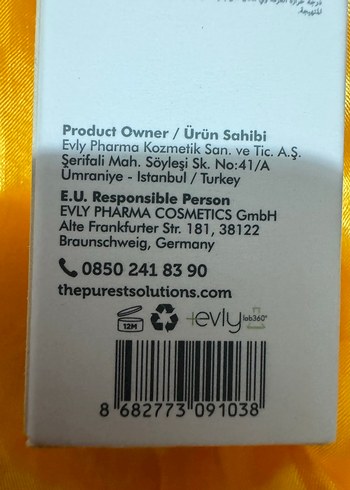 Product Owner / Ürün Sahibi
Evly Pharma Kozmetik San. ve Tic. A.Ş.
Şerifali Mah. Söyleşi Sk. No:41/A
Ümraniye - İstanbul / Turkey
E.U. Responsible Person
EVLY PHARMA COSMETICS GmbH
Alte Frankfurter Str. 181, 38122
Braunschweig, Germany
0850 241 83 90
thepurestsolutions.com
12M
evly lab360°
8 682773 091038